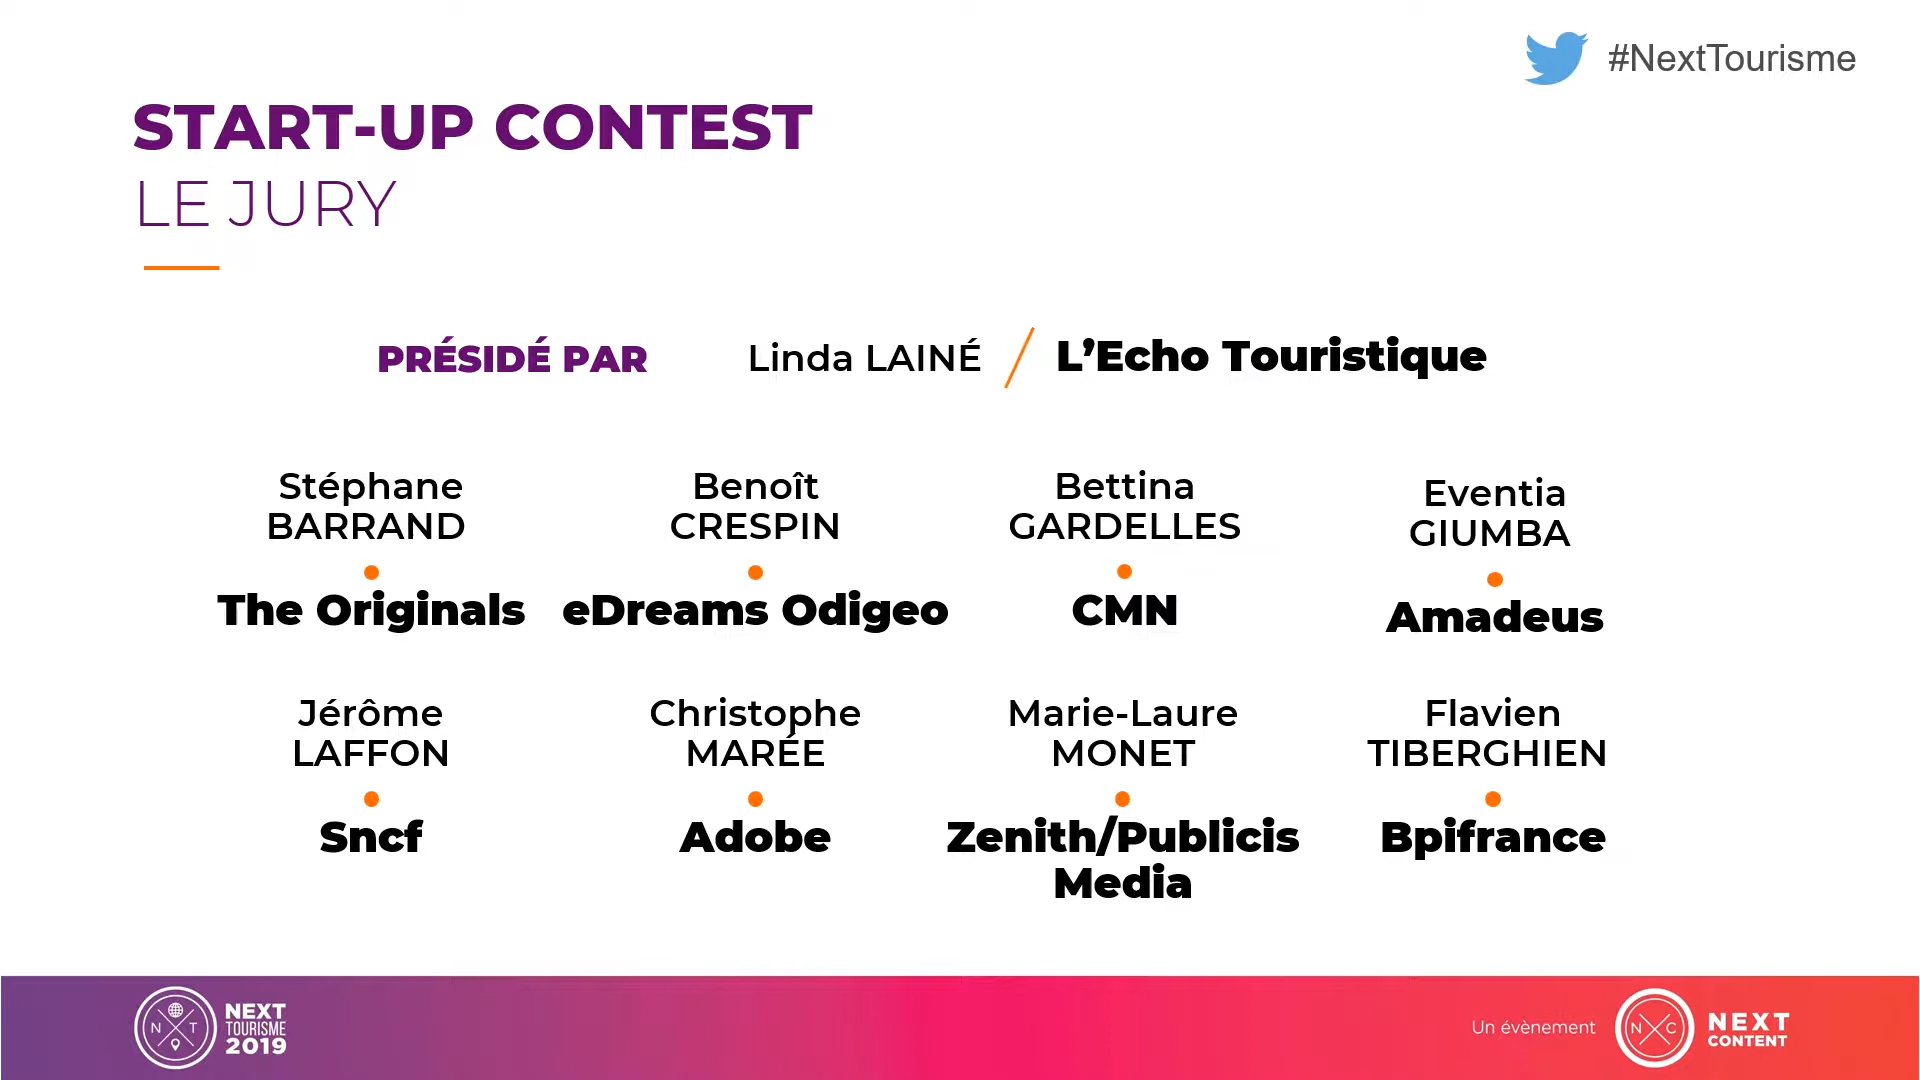 #NextTourisme
START-UP CONTEST
LE JURY
PRÉSIDÉ PAR Linda LAINÉ / L’Echo Touristique
Stéphane
BARRAND
The Originals
Benoît
CRESPIN
eDreams Odigeo
Bettina
GARDELLES
CMN
Eventia
GIUMBA
Amadeus
Jérôme
LAFFON
Sncf
Christophe
MARÉE
Adobe
Marie-Laure
MONET
Zenith/Publicis
Media
Flavien
TIBERGHIEN
Bpifrance
N T
NEXT
TOURISME
2019
Un évènement
N C
NEXT
CONTENT